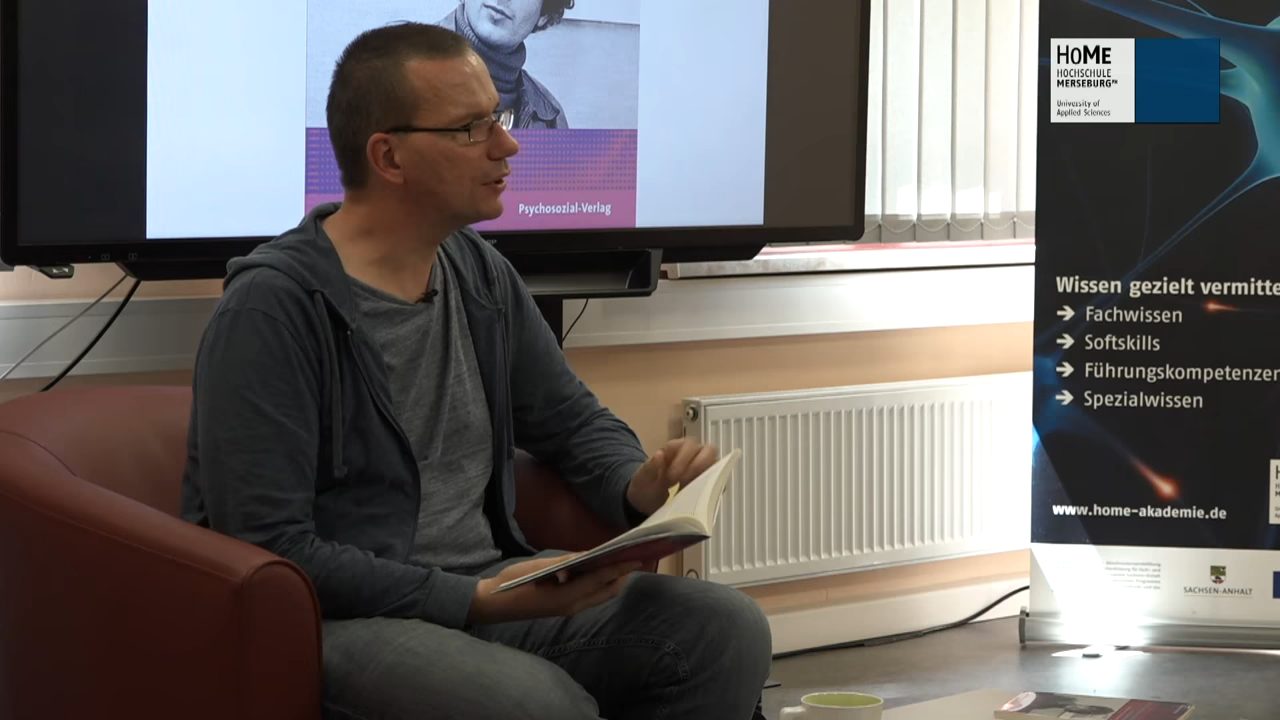 Psychosozial-Verlag
HOME
HOCHSCHULE
MERSEBURG
University of
Applied Sciences
Wissen gezielt vermitte
→ Fachwissen
→ Softskills
→ Führungskompetenzen
→ Spezialwissen
www.home-akademie.de
SACHSEN-ANHALT